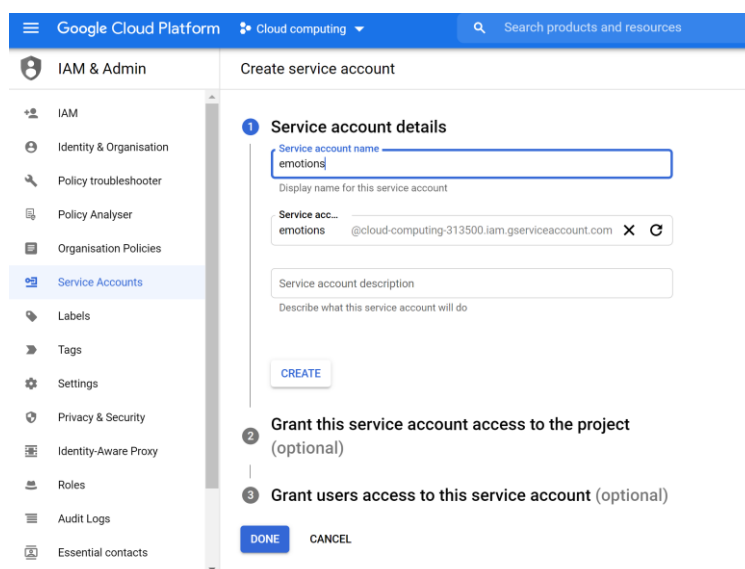 Google Cloud Platform
Cloud computing
Search products and resources
IAM & Admin
Create service account
IAM
Identity & Organisation
Policy troubleshooter
Policy Analyser
Organisation Policies
Service Accounts
Labels
Tags
Settings
Privacy & Security
Identity-Aware Proxy
Roles
Audit Logs
Essential contacts
1 Service account details
Service account name
emotions
Display name for this service account
Service acc...
emotions @cloud-computing-313500.iam.gserviceaccount.com
Service account description
Describe what this service account will do
CREATE
2 Grant this service account access to the project
(optional)
3 Grant users access to this service account (optional)
DONE CANCEL